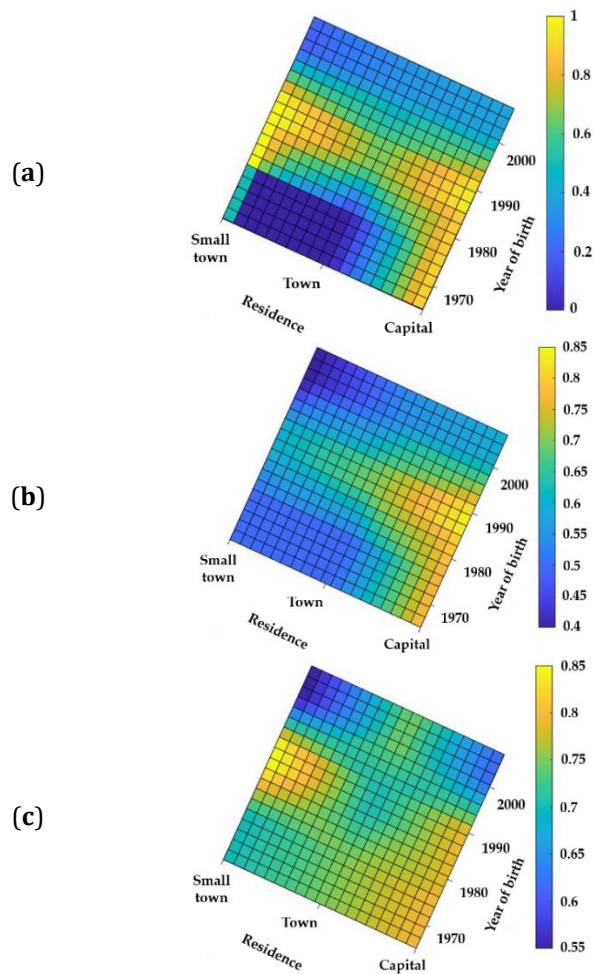 (a)
1
0.8
0.6
0.4
0.2
0
2000
1990
1980
1970
Year of birth
Small
town
Town
Capital
Residence
(b)
0.85
0.8
0.75
0.7
0.65
0.6
0.55
0.5
0.45
0.4
2000
1990
1980
1970
Year of birth
Small
town
Town
Capital
Residence
(c)
0.85
0.8
0.75
0.7
0.65
0.6
0.55
2000
1990
1980
1970
Year of birth
Small
town
Town
Capital
Residence